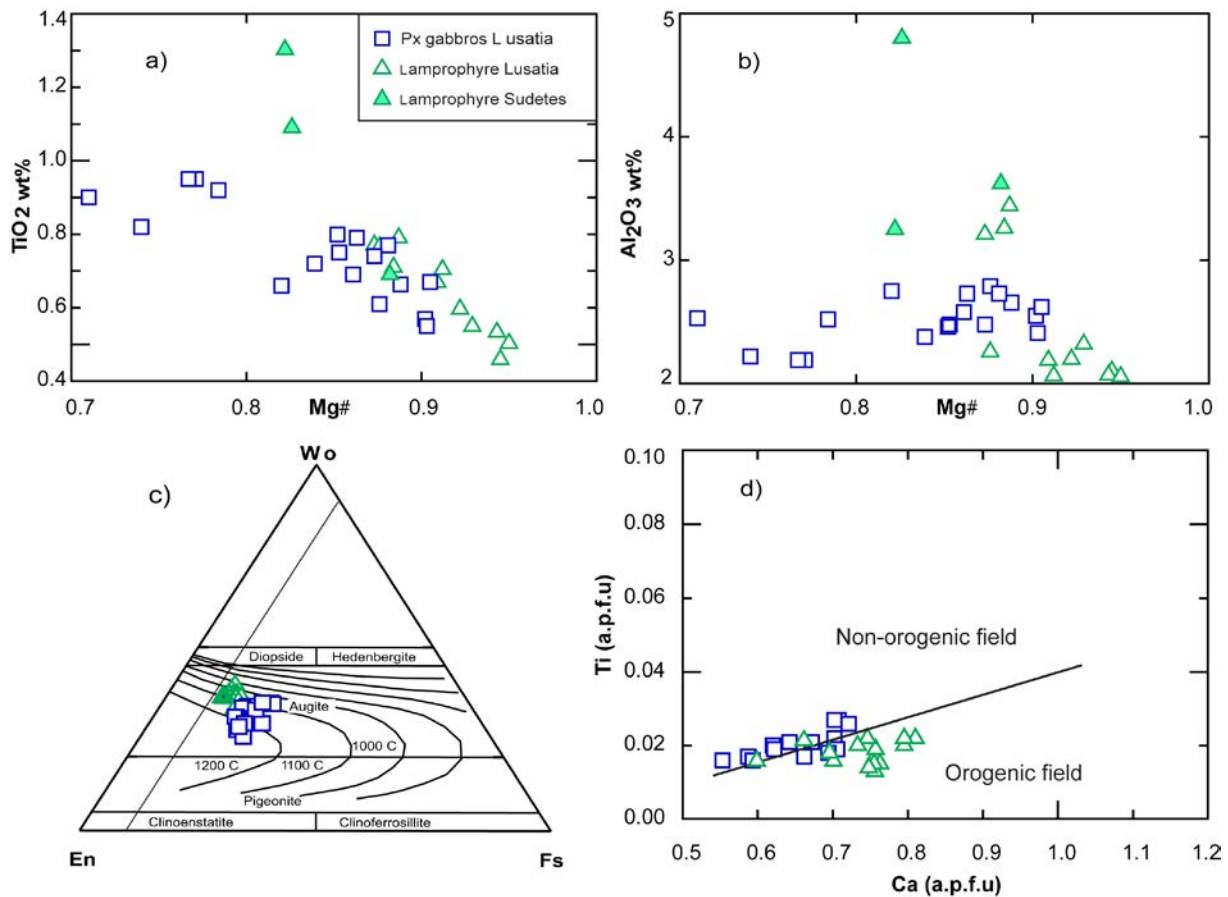 1.4
1.2
1.0
0.8
0.6
0.4
TiO2 wt%
a)
Px gabbros L usatia
Lamprophyre Lusatia
Lamprophyre Sudetes
0.7 0.8 0.9 1.0
Mg#
5
4
3
2
Al2O3 wt%
b)
0.7 0.8 0.9 1.0
Mg#
Wo
c)
Diopside Hedenbergite
Augite
1000 C
1200 C 1100 C
Pigeonite
Clinoenstatite Clinoferrosillite
En Fs
0.10
0.08
0.06
0.04
0.02
0.00
Ti (a.p.f.u)
d)
Non-orogenic field
Orogenic field
0.5 0.6 0.7 0.8 0.9 1.0 1.1 1.2
Ca (a.p.f.u)